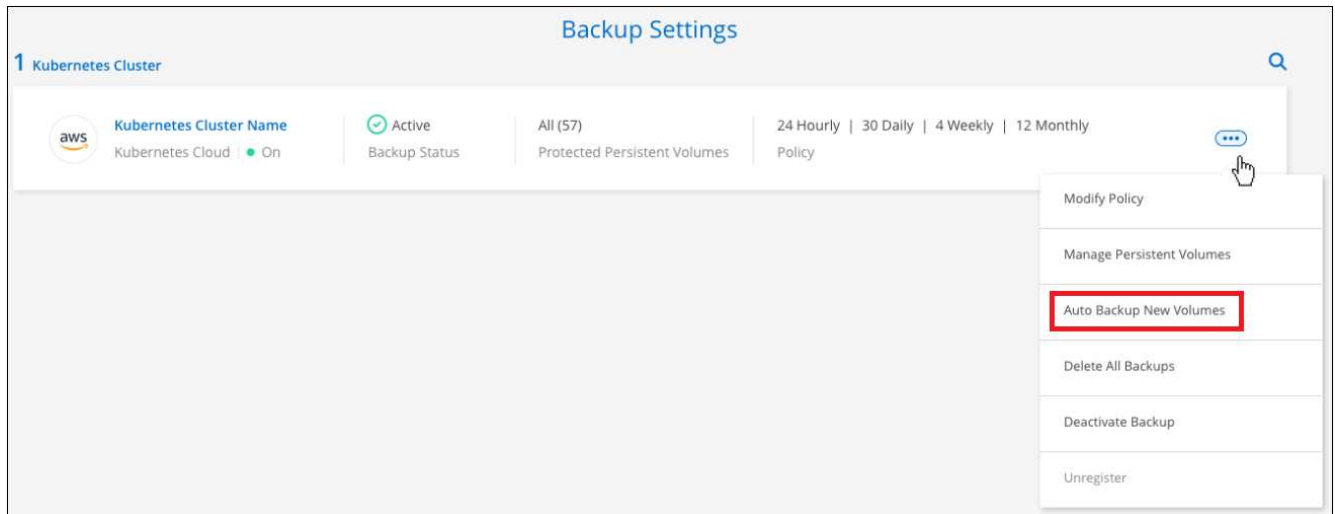 Backup Settings
1 Kubernetes Cluster
aws
Kubernetes Cluster Name
Kubernetes Cloud | On
Active
Backup Status
All (57)
Protected Persistent Volumes
24 Hourly | 30 Daily | 4 Weekly | 12 Monthly
Policy
Modify Policy
Manage Persistent Volumes
Auto Backup New Volumes
Delete All Backups
Deactivate Backup
Unregister